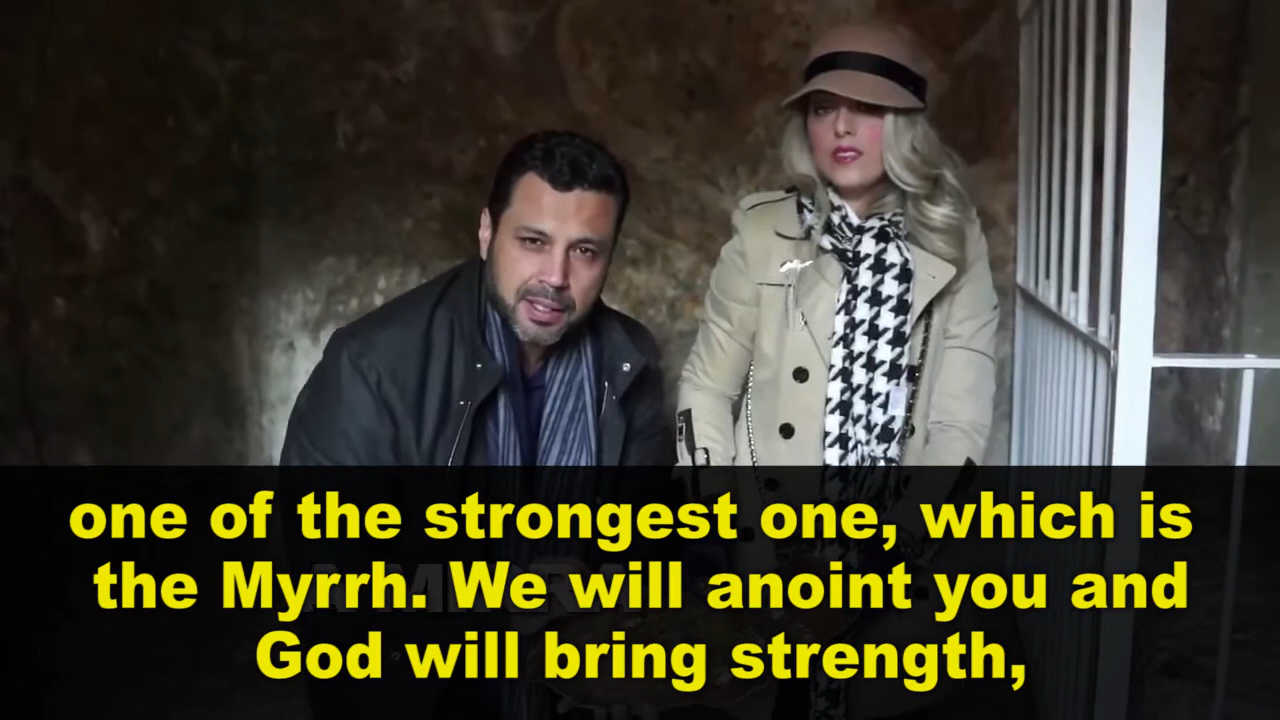 one of the strongest one, which is
the Myrrh. We will anoint you and
God will bring strength,